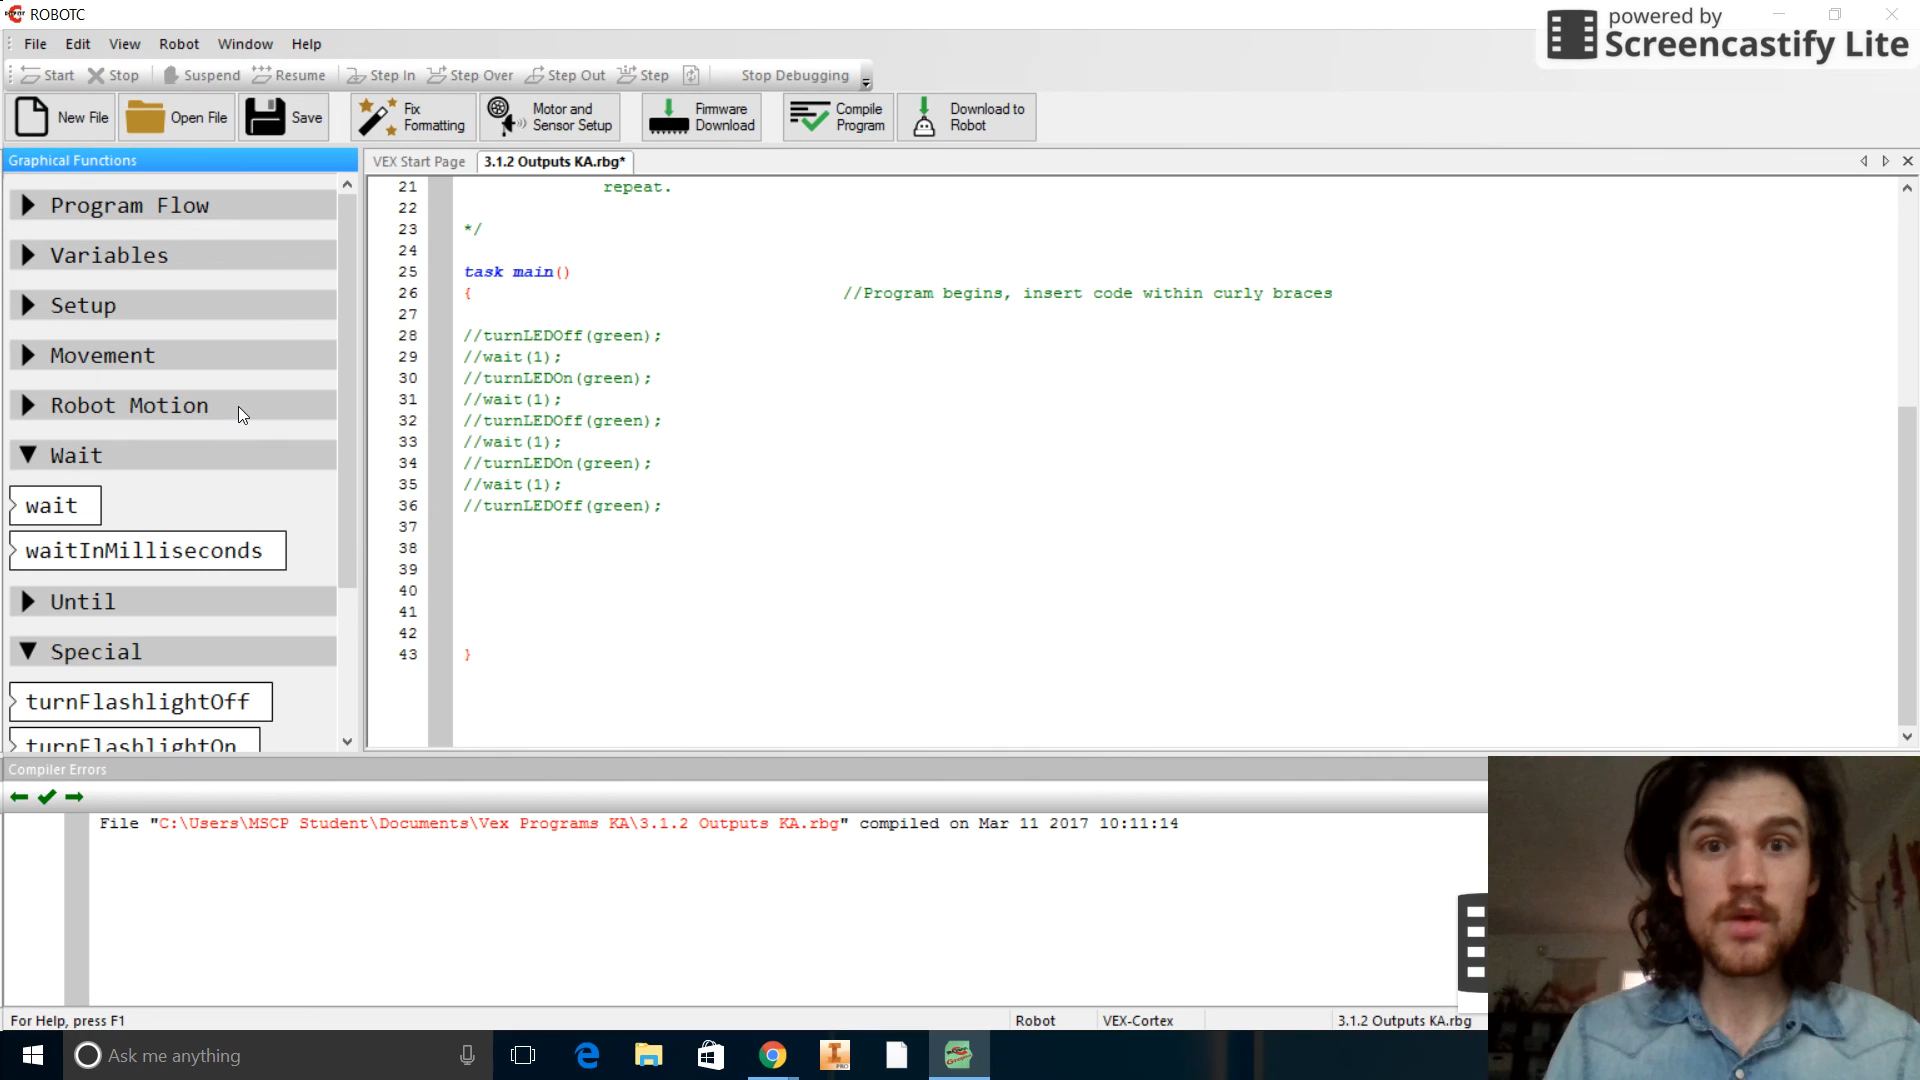 ROBOTC
powered by
Screencastify Lite
File Edit View Robot Window Help
Start Stop Suspend Resume Step In Step Over Step Out Step Stop Debugging
New File Open File Save Fix Formatting Motor and Sensor Setup Firmware Download Compile Program Download to Robot
Graphical Functions
VEX Start Page 3.1.2 Outputs KA.rbg*
Program Flow
Variables
Setup
Movement
Robot Motion
Wait
wait
waitInMilliseconds
Until
Special
turnFlashlightOff
turnFlashlightOn
21 repeat.
22
23 */
24
25 task main()
26 { //Program begins, insert code within curly braces
27
28 //turnLEDOff(green);
29 //wait(1);
30 //turnLEDOn(green);
31 //wait(1);
32 //turnLEDOff(green);
33 //wait(1);
34 //turnLEDOn(green);
35 //wait(1);
36 //turnLEDOff(green);
37
38
39
40
41
42
43 }
Compiler Errors
File "C:\Users\MSCP Student\Documents\Vex Programs KA\3.1.2 Outputs KA.rbg" compiled on Mar 11 2017 10:11:14
For Help, press F1 Robot VEX-Cortex 3.1.2 Outputs KA.rbg
Ask me anything